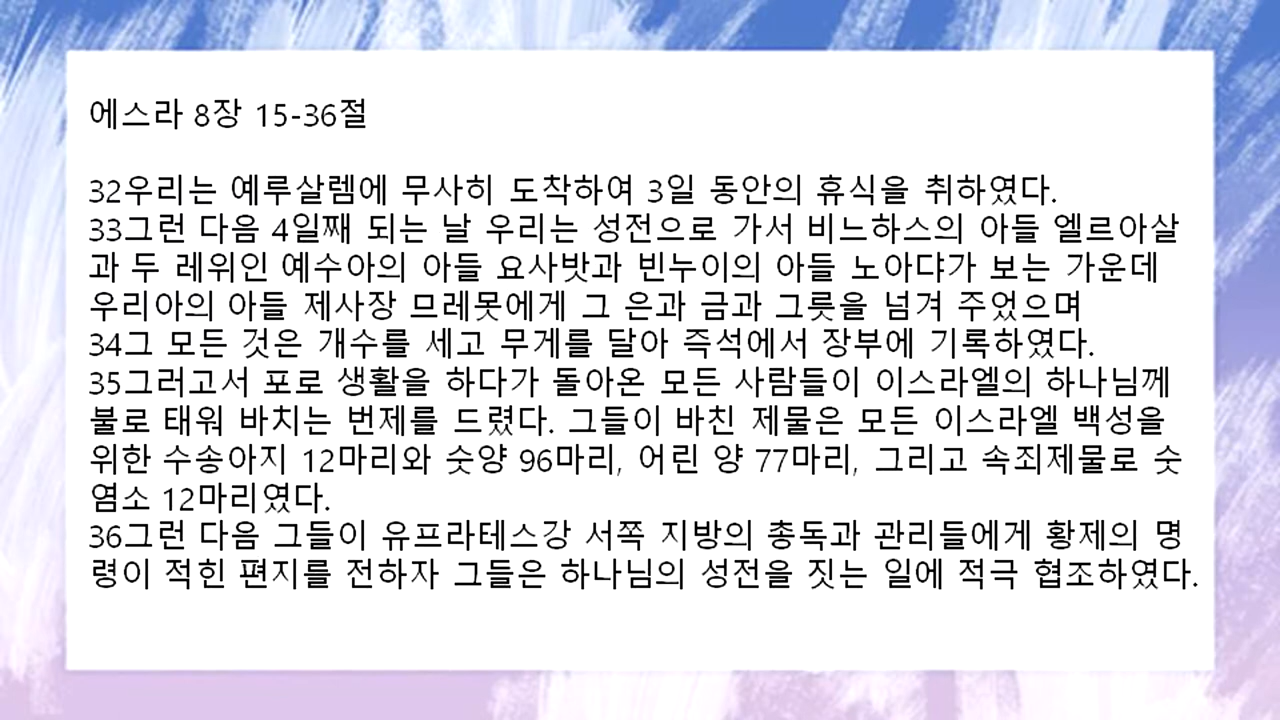 에스라 8장 15-36절
32우리는 예루살렘에 무사히 도착하여 3일 동안의 휴식을 취하였다.
33그런 다음 4일째 되는 날 우리는 성전으로 가서 비느하스의 아들 엘르아살
과 두 레위인 예수아의 아들 요사밧과 빈누이의 아들 노아댜가 보는 가운데
우리아의 아들 제사장 므레못에게 그 은과 금과 그릇을 넘겨 주었으며
34그 모든 것은 개수를 세고 무게를 달아 즉석에서 장부에 기록하였다.
35그러고서 포로 생활을 하다가 돌아온 모든 사람들이 이스라엘의 하나님께
불로 태워 바치는 번제를 드렸다. 그들이 바친 제물은 모든 이스라엘 백성을
위한 수송아지 12마리와 숫양 96마리, 어린 양 77마리, 그리고 속죄제물로 숫
염소 12마리였다.
36그런 다음 그들이 유프라테스강 서쪽 지방의 총독과 관리들에게 황제의 명
령이 적힌 편지를 전하자 그들은 하나님의 성전을 짓는 일에 적극 협조하였다.